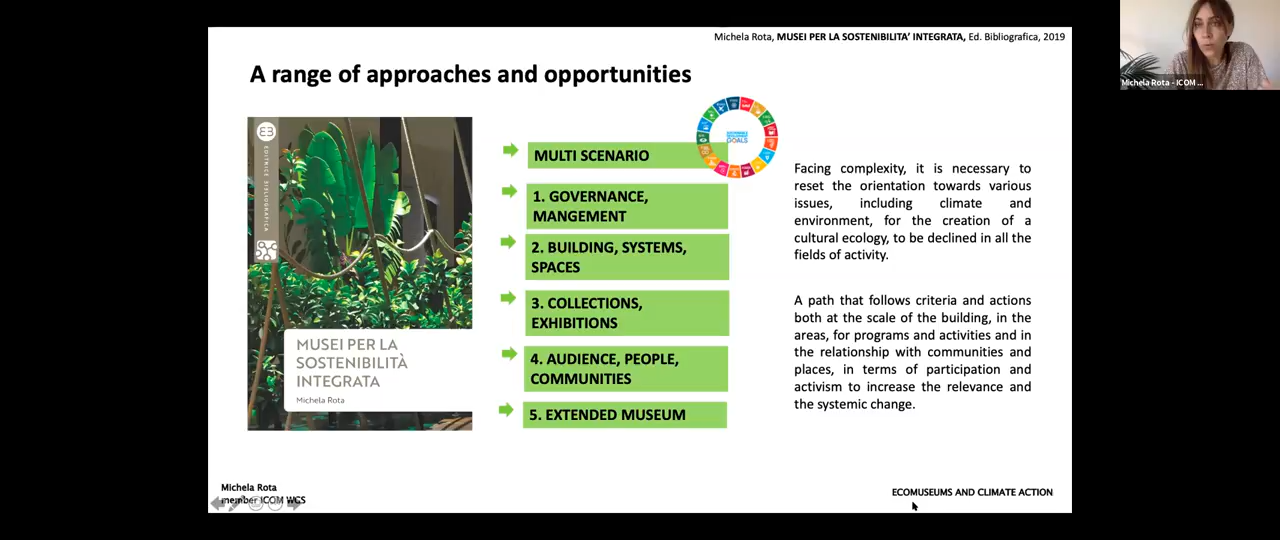 Michela Rota, MUSEI PER LA SOSTENIBILITA' INTEGRATA, Ed. Bibliografica, 2019
Michela Rota - ICOM ...
A range of approaches and opportunities
EDITRICE BIBLIOGRAFICA
MUSEI PER LA
SOSTENIBILITÀ
INTEGRATA
Michela Rota
SUSTAINABLE
DEVELOPMENT
GOALS
MULTI SCENARIO
1. GOVERNANCE,
MANGEMENT
2. BUILDING, SYSTEMS,
SPACES
3. COLLECTIONS,
EXHIBITIONS
4. AUDIENCE, PEOPLE,
COMMUNITIES
5. EXTENDED MUSEUM
Facing complexity, it is necessary to
reset the orientation towards various
issues, including climate and
environment, for the creation of a
cultural ecology, to be declined in all the
fields of activity.
A path that follows criteria and actions
both at the scale of the building, in the
areas, for programs and activities and in
the relationship with communities and
places, in terms of participation and
activism to increase the relevance and
the systemic change.
Michela Rota
member ICOM WGS
ECOMUSEUMS AND CLIMATE ACTION